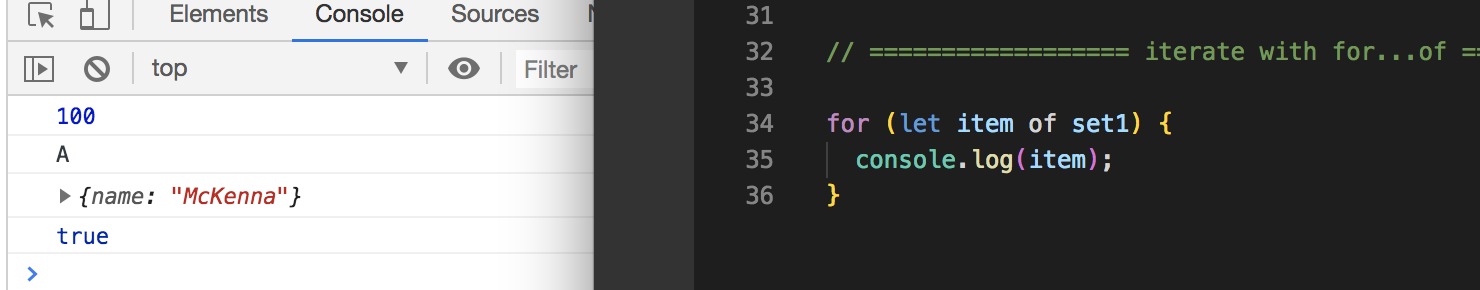 Elements Console Sources
top ▼ Filter
100
A
▶ {name: "McKenna"}
true
>
31
32 // ================== iterate with for...of ==
33
34 for (let item of set1) {
35 console.log(item);
36 }